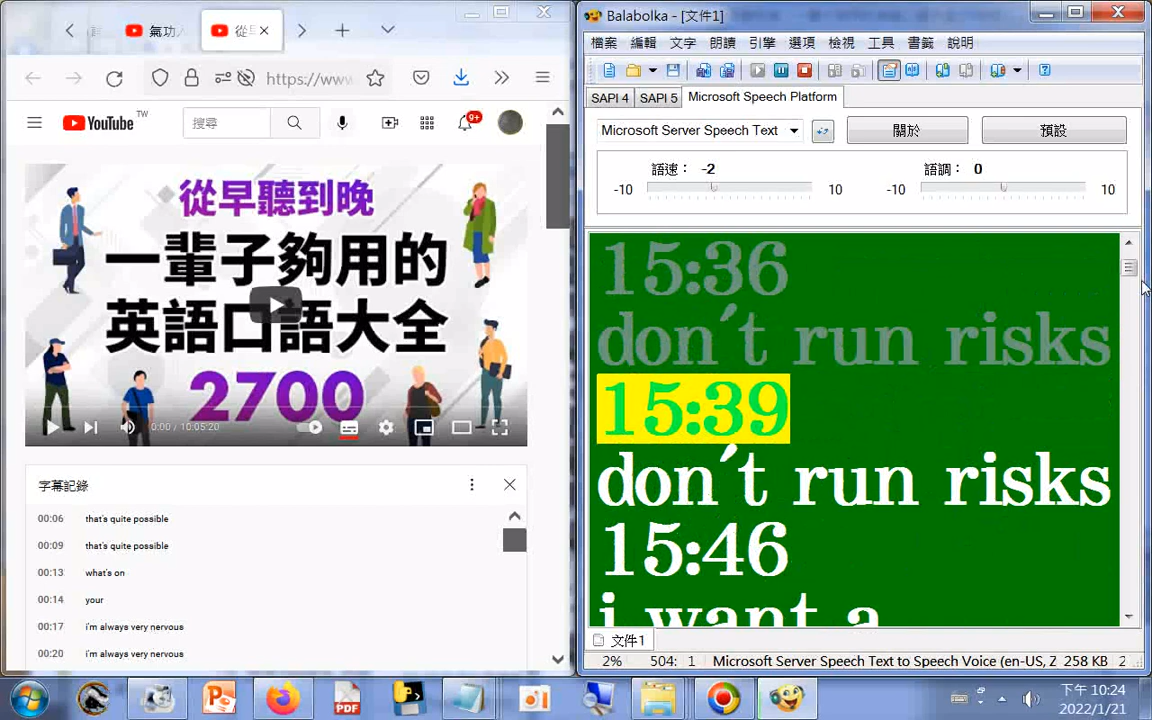 氣功
從
https://www
YouTube TW
搜尋
9+
從早聽到晚
一輩子夠用的
英語口語大全
2700
0:00 / 10:05:20
字幕記錄
00:06 that's quite possible
00:09 that's quite possible
00:13 what's on
00:14 your
00:17 i'm always very nervous
00:20 i'm always very nervous
Balabolka - [文件1]
檔案 編輯 文字 朗讀 引擎 選項 檢視 工具 書籤 說明
SAPI 4 SAPI 5 Microsoft Speech Platform
Microsoft Server Speech Text 關於 預設
語速： -2 語調： 0
-10 10 -10 10
15:36
don't run risks
15:39
don't run risks
15:46
i want a
文件1
2% 504: 1 Microsoft Server Speech Text to Speech Voice (en-US, Z 258 KB 2
PDF
下午 10:24
2022/1/21